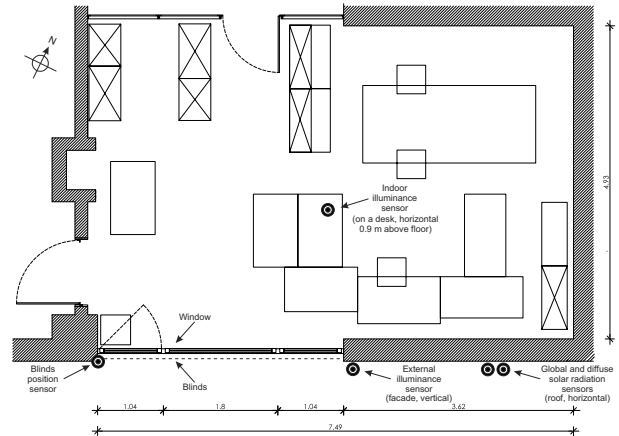 N
Indoor
illuminance
sensor
(on a desk, horizontal
0.9 m above floor)
4.93
Window
Blinds
position
sensor
Blinds
External
illuminance
sensor
(facade, vertical)
Global and diffuse
solar radiation
sensors
(roof, horizontal)
1.04 1.8 1.04 3.62
7.49